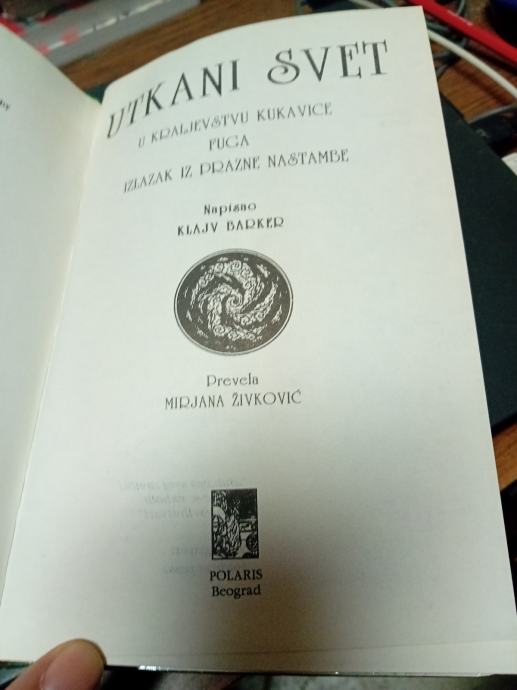 UTKANI SVET
U KRALJEVSTVU KUKAVICE
FUGA
IZLAZAK IZ PRAZNE NASTAMBE
Napisao
KLAJV BARKER
Prevela
MIRJANA ŽIVKOVIĆ
POLARIS
Beograd